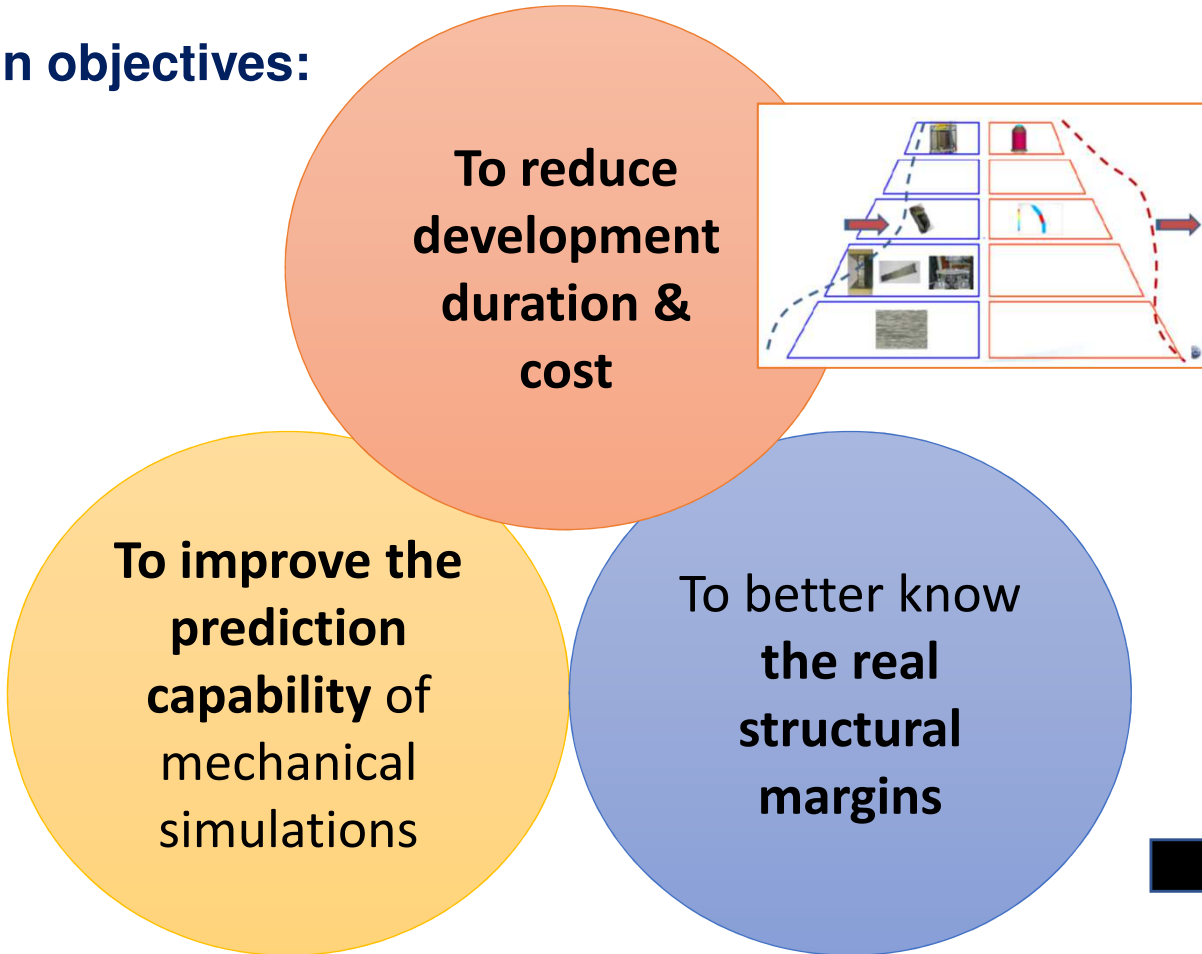 n objectives:
To reduce
development
duration &
cost
To improve the
prediction
capability of
mechanical
simulations
To better know
the real
structural
margins